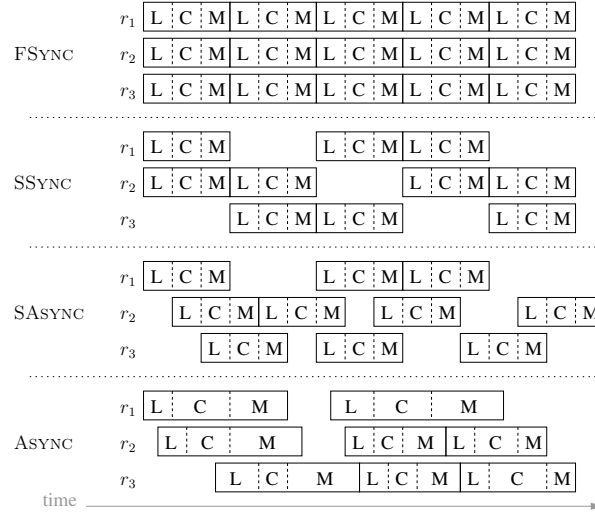 r1 L C M L C M L C M L C M L C M
FSYNC r2 L C M L C M L C M L C M L C M
r3 L C M L C M L C M L C M L C M
r1 L C M L C M L C M
SSYNC r2 L C M L C M L C M L C M
r3 L C M L C M L C M
r1 L C M L C M L C M
SASYNC r2 L C M L C M L C M L C M
r3 L C M L C M L C M
r1 L C M L C M
ASYNC r2 L C M L C M L C M
r3 L C M L C M L C M
time